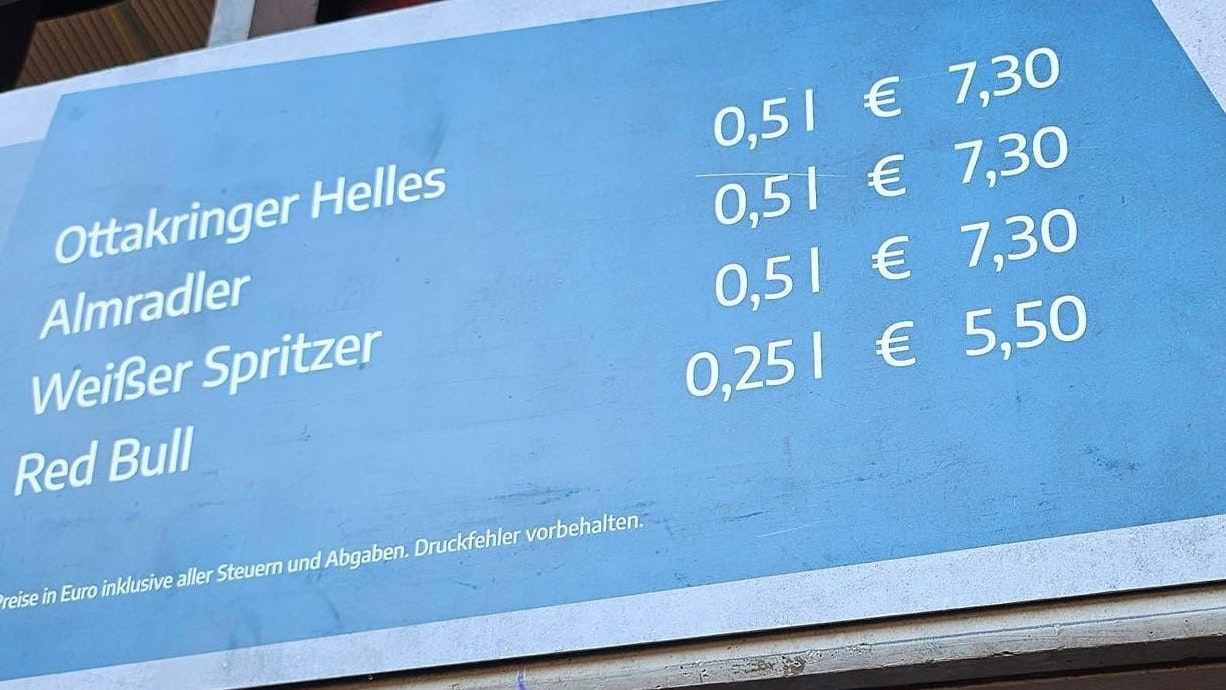 Ottakringer Helles 0,5 l € 7,30
Almradler 0,5 l € 7,30
Weißer Spritzer 0,5 l € 7,30
Red Bull 0,25 l € 5,50
Preise in Euro inklusive aller Steuern und Abgaben. Druckfehler vorbehalten.